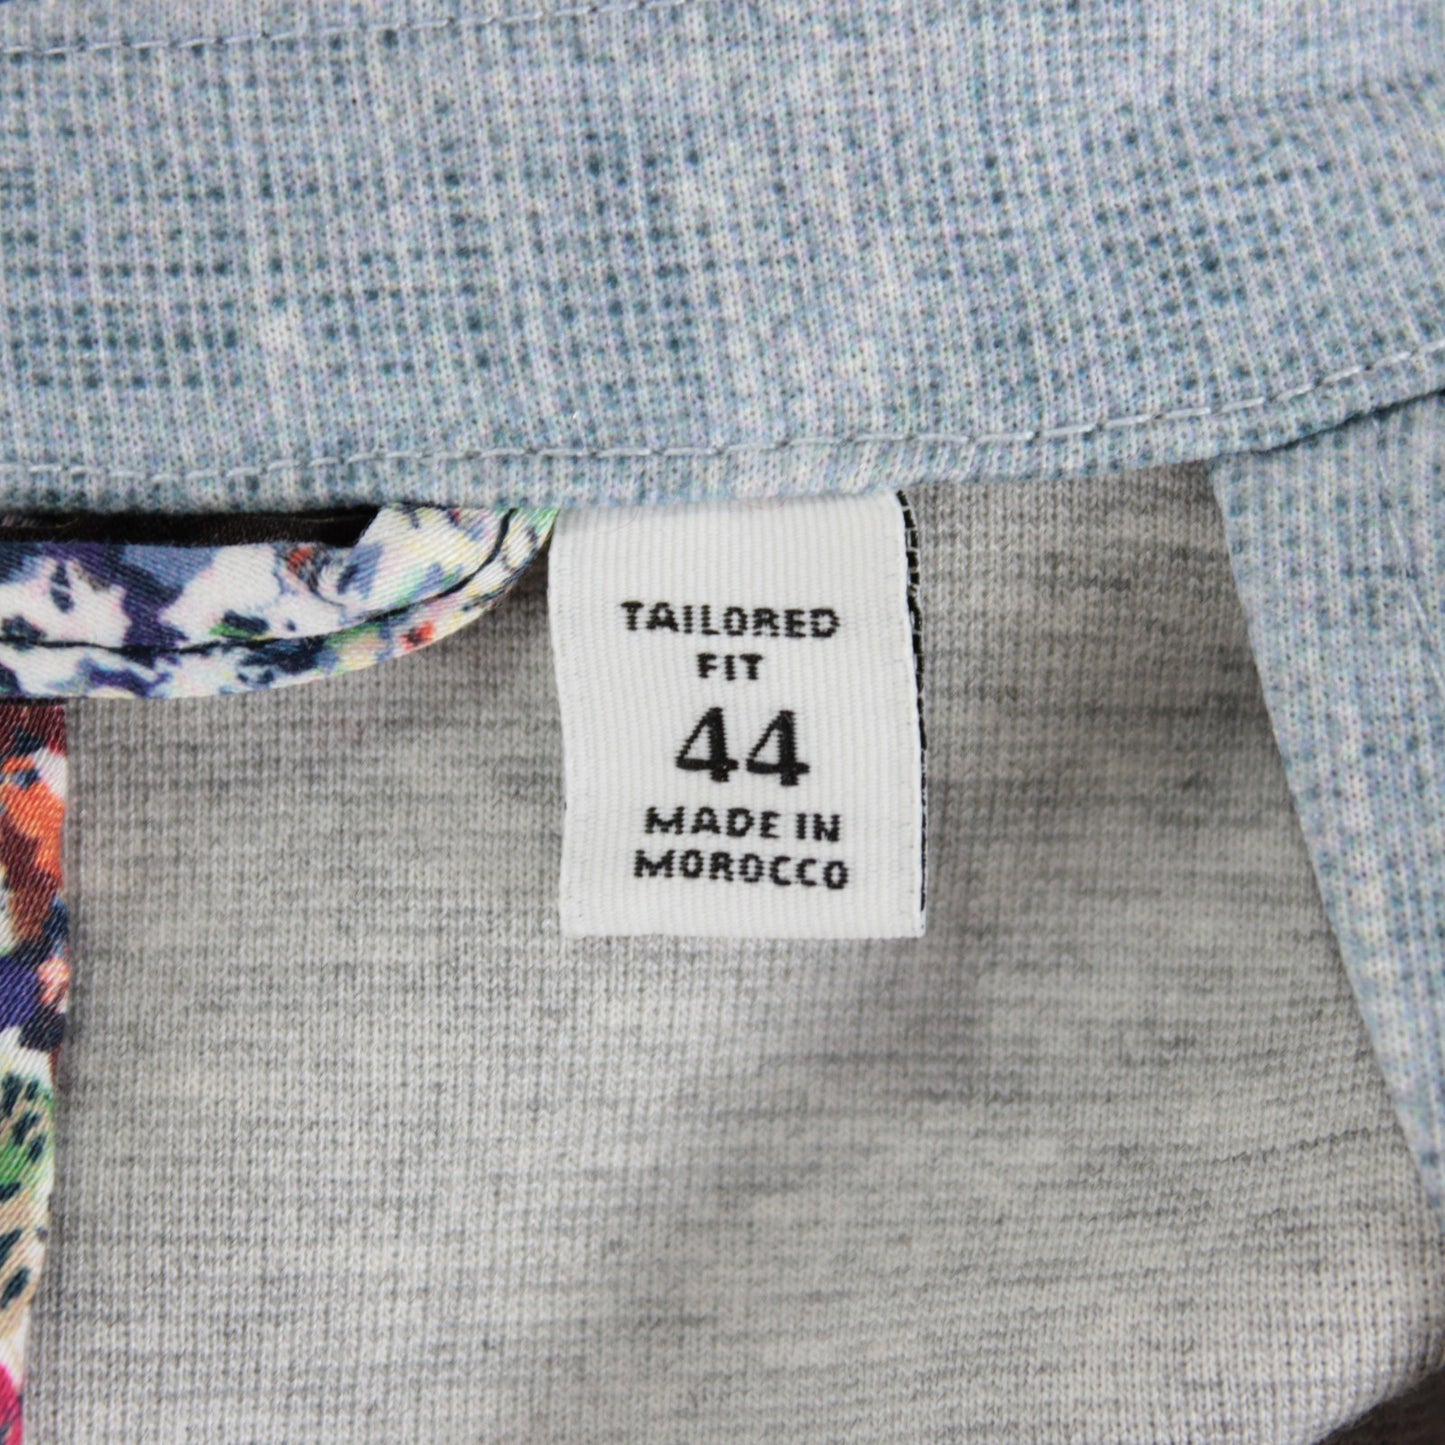 TAILORED
FIT
44
MADE IN
MOROCCO